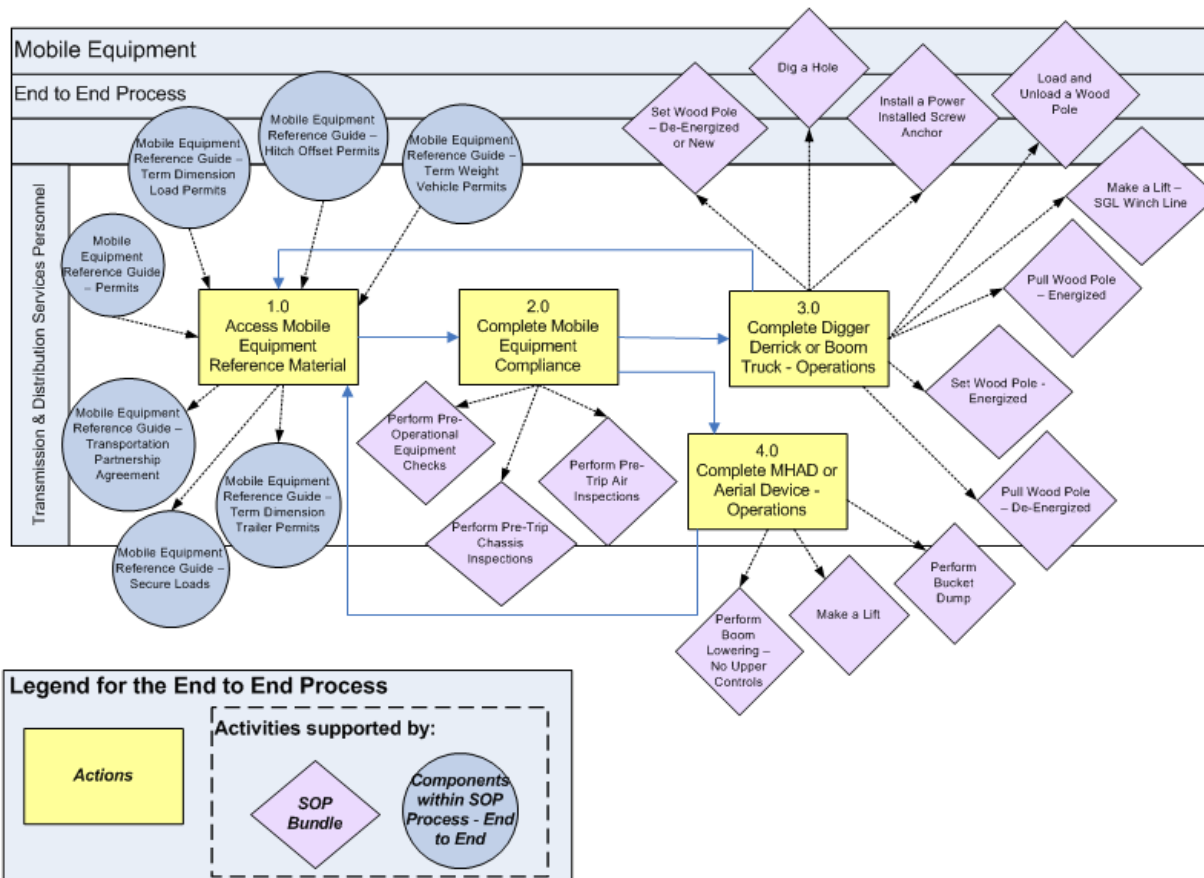 Mobile Equipment
End to End Process
Transmission & Distribution Services Personnel
Mobile Equipment
Reference Guide –
Term Dimension
Load Permits
Mobile Equipment
Reference Guide –
Hitch Offset Permits
Mobile Equipment
Reference Guide –
Term Weight
Vehicle Permits
Mobile
Equipment
Reference Guide
– Permits
Set Wood Pole
– De-Energized
or New
Dig a Hole
Install a Power
Installed Screw
Anchor
Load and
Unload a Wood
Pole
Make a Lift –
SGL Winch Line
Pull Wood Pole
– Energized
Set Wood Pole -
Energized
Pull Wood Pole
– De-Energized
1.0
Access Mobile
Equipment
Reference Material
2.0
Complete Mobile
Equipment
Compliance
3.0
Complete Digger
Derrick or Boom
Truck - Operations
4.0
Complete MHAD or
Aerial Device -
Operations
Mobile
Equipment
Reference Guide –
Transportation
Partnership
Agreement
Mobile Equipment
Reference Guide –
Secure Loads
Mobile
Equipment
Reference Guide –
Term Dimension
Trailer Permits
Perform Pre-
Operational
Equipment
Checks
Perform Pre-Trip
Chassis
Inspections
Perform Pre-
Trip Air
Inspections
Perform
Boom
Lowering –
No Upper
Controls
Make a Lift
Perform
Bucket
Dump
Legend for the End to End Process
Actions
Activities supported by:
SOP
Bundle
Components
within SOP
Process - End
to End